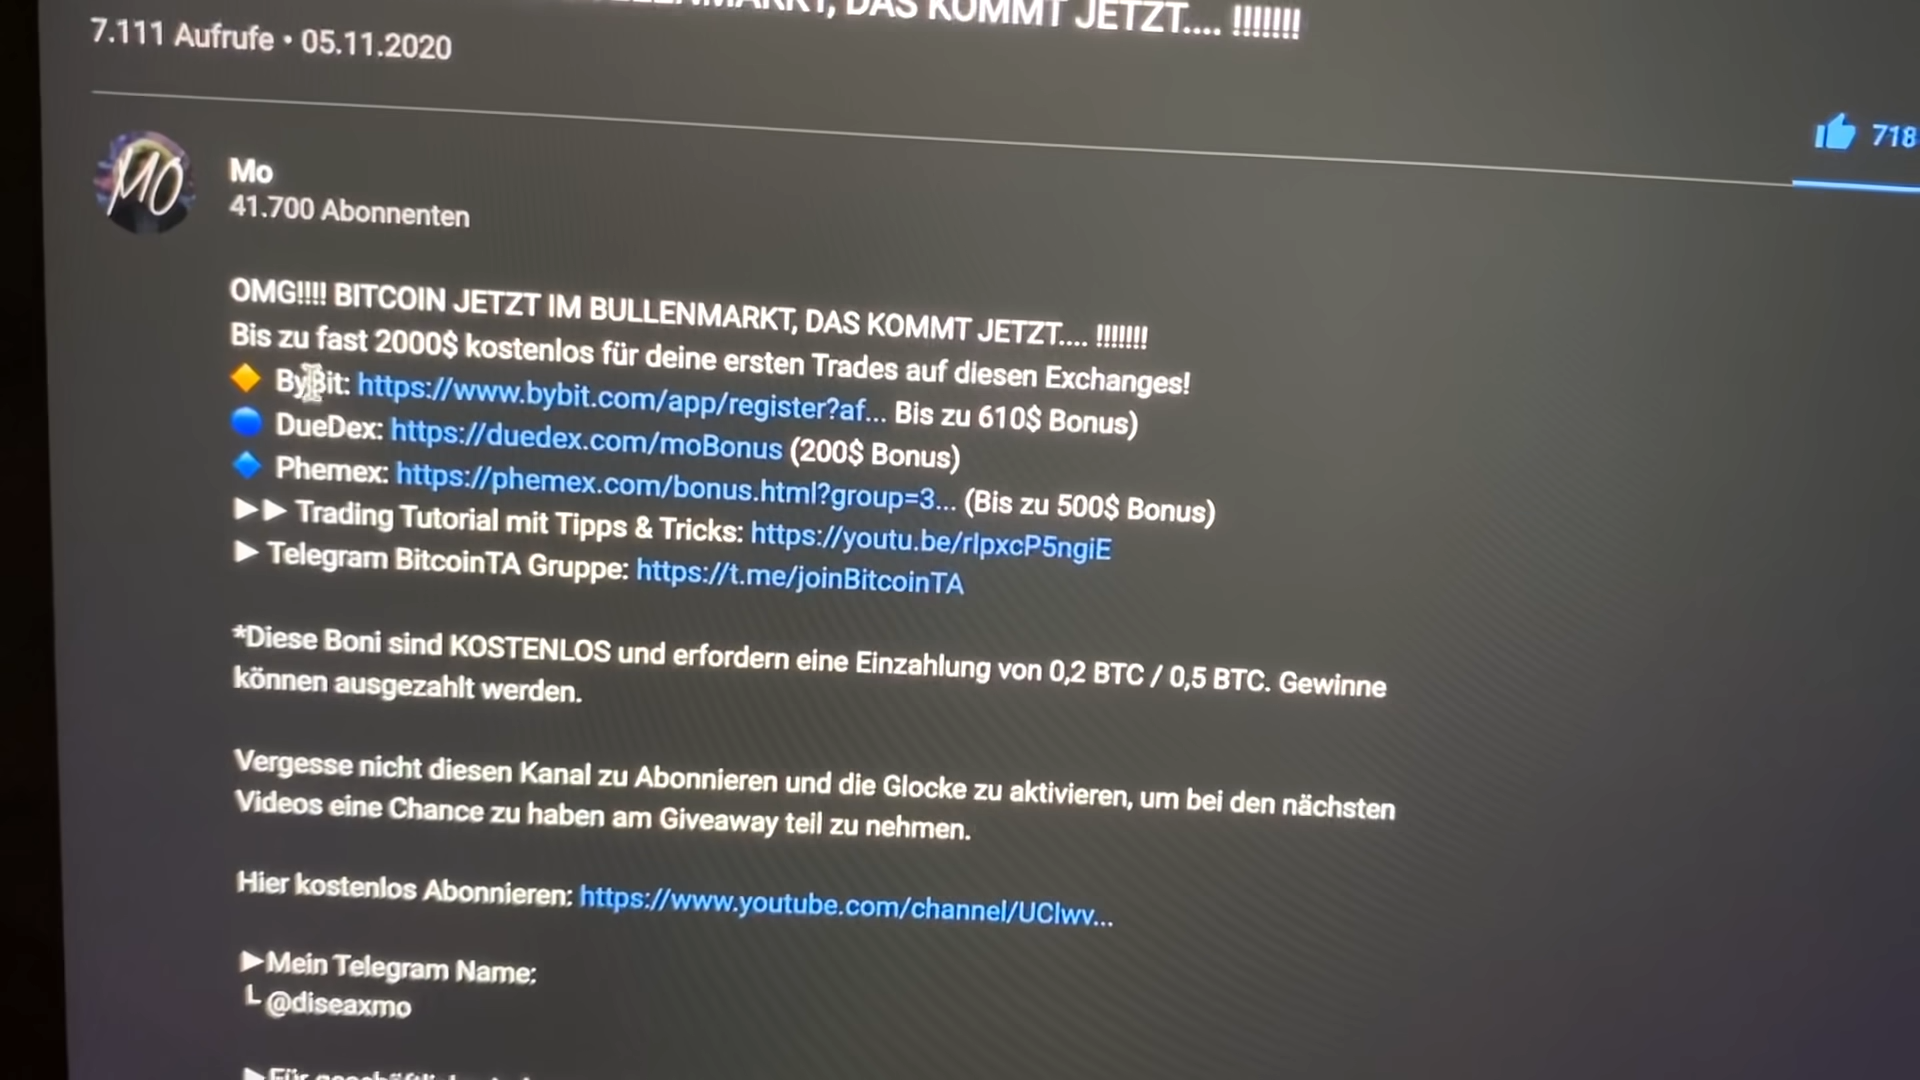 BULLENMARKT, DAS KOMMT JETZT.... !!!!!!!
7.111 Aufrufe • 05.11.2020
718
MO
Mo
41.700 Abonnenten
OMG!!!! BITCOIN JETZT IM BULLENMARKT, DAS KOMMT JETZT.... !!!!!!!
Bis zu fast 2000$ kostenlos für deine ersten Trades auf diesen Exchanges!
🔶 ByBit: https://www.bybit.com/app/register?af... Bis zu 610$ Bonus)
🔵 DueDex: https://duedex.com/moBonus (200$ Bonus)
🔷 Phemex: https://phemex.com/bonus.html?group=3... (Bis zu 500$ Bonus)
►► Trading Tutorial mit Tipps & Tricks: https://youtu.be/rIpxcP5ngiE
► Telegram BitcoinTA Gruppe: https://t.me/joinBitcoinTA
*Diese Boni sind KOSTENLOS und erfordern eine Einzahlung von 0,2 BTC / 0,5 BTC. Gewinne
können ausgezahlt werden.
Vergesse nicht diesen Kanal zu Abonnieren und die Glocke zu aktivieren, um bei den nächsten
Videos eine Chance zu haben am Giveaway teil zu nehmen.
Hier kostenlos Abonnieren: https://www.youtube.com/channel/UClwv...
►Mein Telegram Name:
└ @diseaxmo
►Für